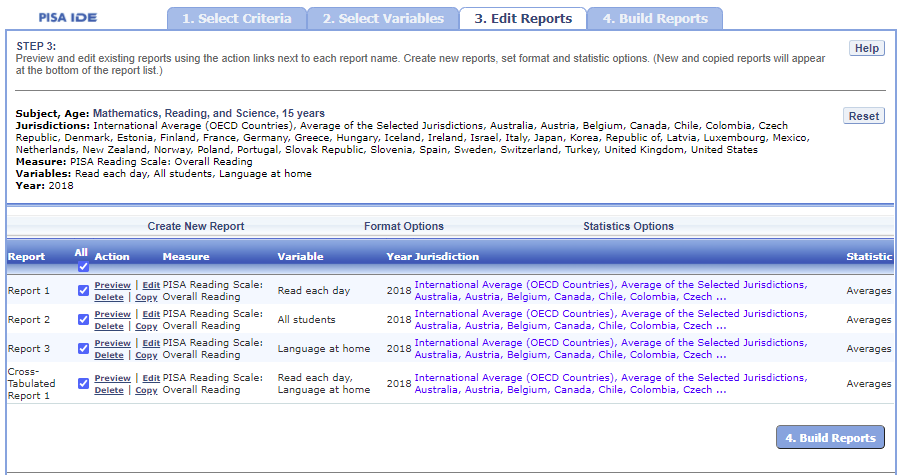 PISA IDE
1. Select Criteria
2. Select Variables
3. Edit Reports
4. Build Reports
STEP 3:
Preview and edit existing reports using the action links next to each report name. Create new reports, set format and statistic options. (New and copied reports will appear
at the bottom of the report list.)
Help
Subject, Age: Mathematics, Reading, and Science, 15 years
Jurisdictions: International Average (OECD Countries), Average of the Selected Jurisdictions, Australia, Austria, Belgium, Canada, Chile, Colombia, Czech
Republic, Denmark, Estonia, Finland, France, Germany, Greece, Hungary, Iceland, Ireland, Israel, Italy, Japan, Korea, Republic of, Latvia, Luxembourg, Mexico,
Netherlands, New Zealand, Norway, Poland, Portugal, Slovak Republic, Slovenia, Spain, Sweden, Switzerland, Turkey, United Kingdom, United States
Measure: PISA Reading Scale: Overall Reading
Variables: Read each day, All students, Language at home
Year: 2018
Reset
Create New Report
Format Options
Statistics Options
Report All Action Measure Variable Year Jurisdiction Statistic
Report 1 Preview | Edit PISA Reading Scale: Read each day 2018 International Average (OECD Countries), Average of the Selected Jurisdictions, Averages
Delete | Copy Overall Reading Australia, Austria, Belgium, Canada, Chile, Colombia, Czech ...
Report 2 Preview | Edit PISA Reading Scale: All students 2018 International Average (OECD Countries), Average of the Selected Jurisdictions, Averages
Delete | Copy Overall Reading Australia, Austria, Belgium, Canada, Chile, Colombia, Czech ...
Report 3 Preview | Edit PISA Reading Scale: Language at home 2018 International Average (OECD Countries), Average of the Selected Jurisdictions, Averages
Delete | Copy Overall Reading Australia, Austria, Belgium, Canada, Chile, Colombia, Czech ...
Cross-
Tabulated
Report 1
Preview | Edit PISA Reading Scale: Read each day, 2018 International Average (OECD Countries), Average of the Selected Jurisdictions, Averages
Delete | Copy Overall Reading Language at home Australia, Austria, Belgium, Canada, Chile, Colombia, Czech ...
4. Build Reports